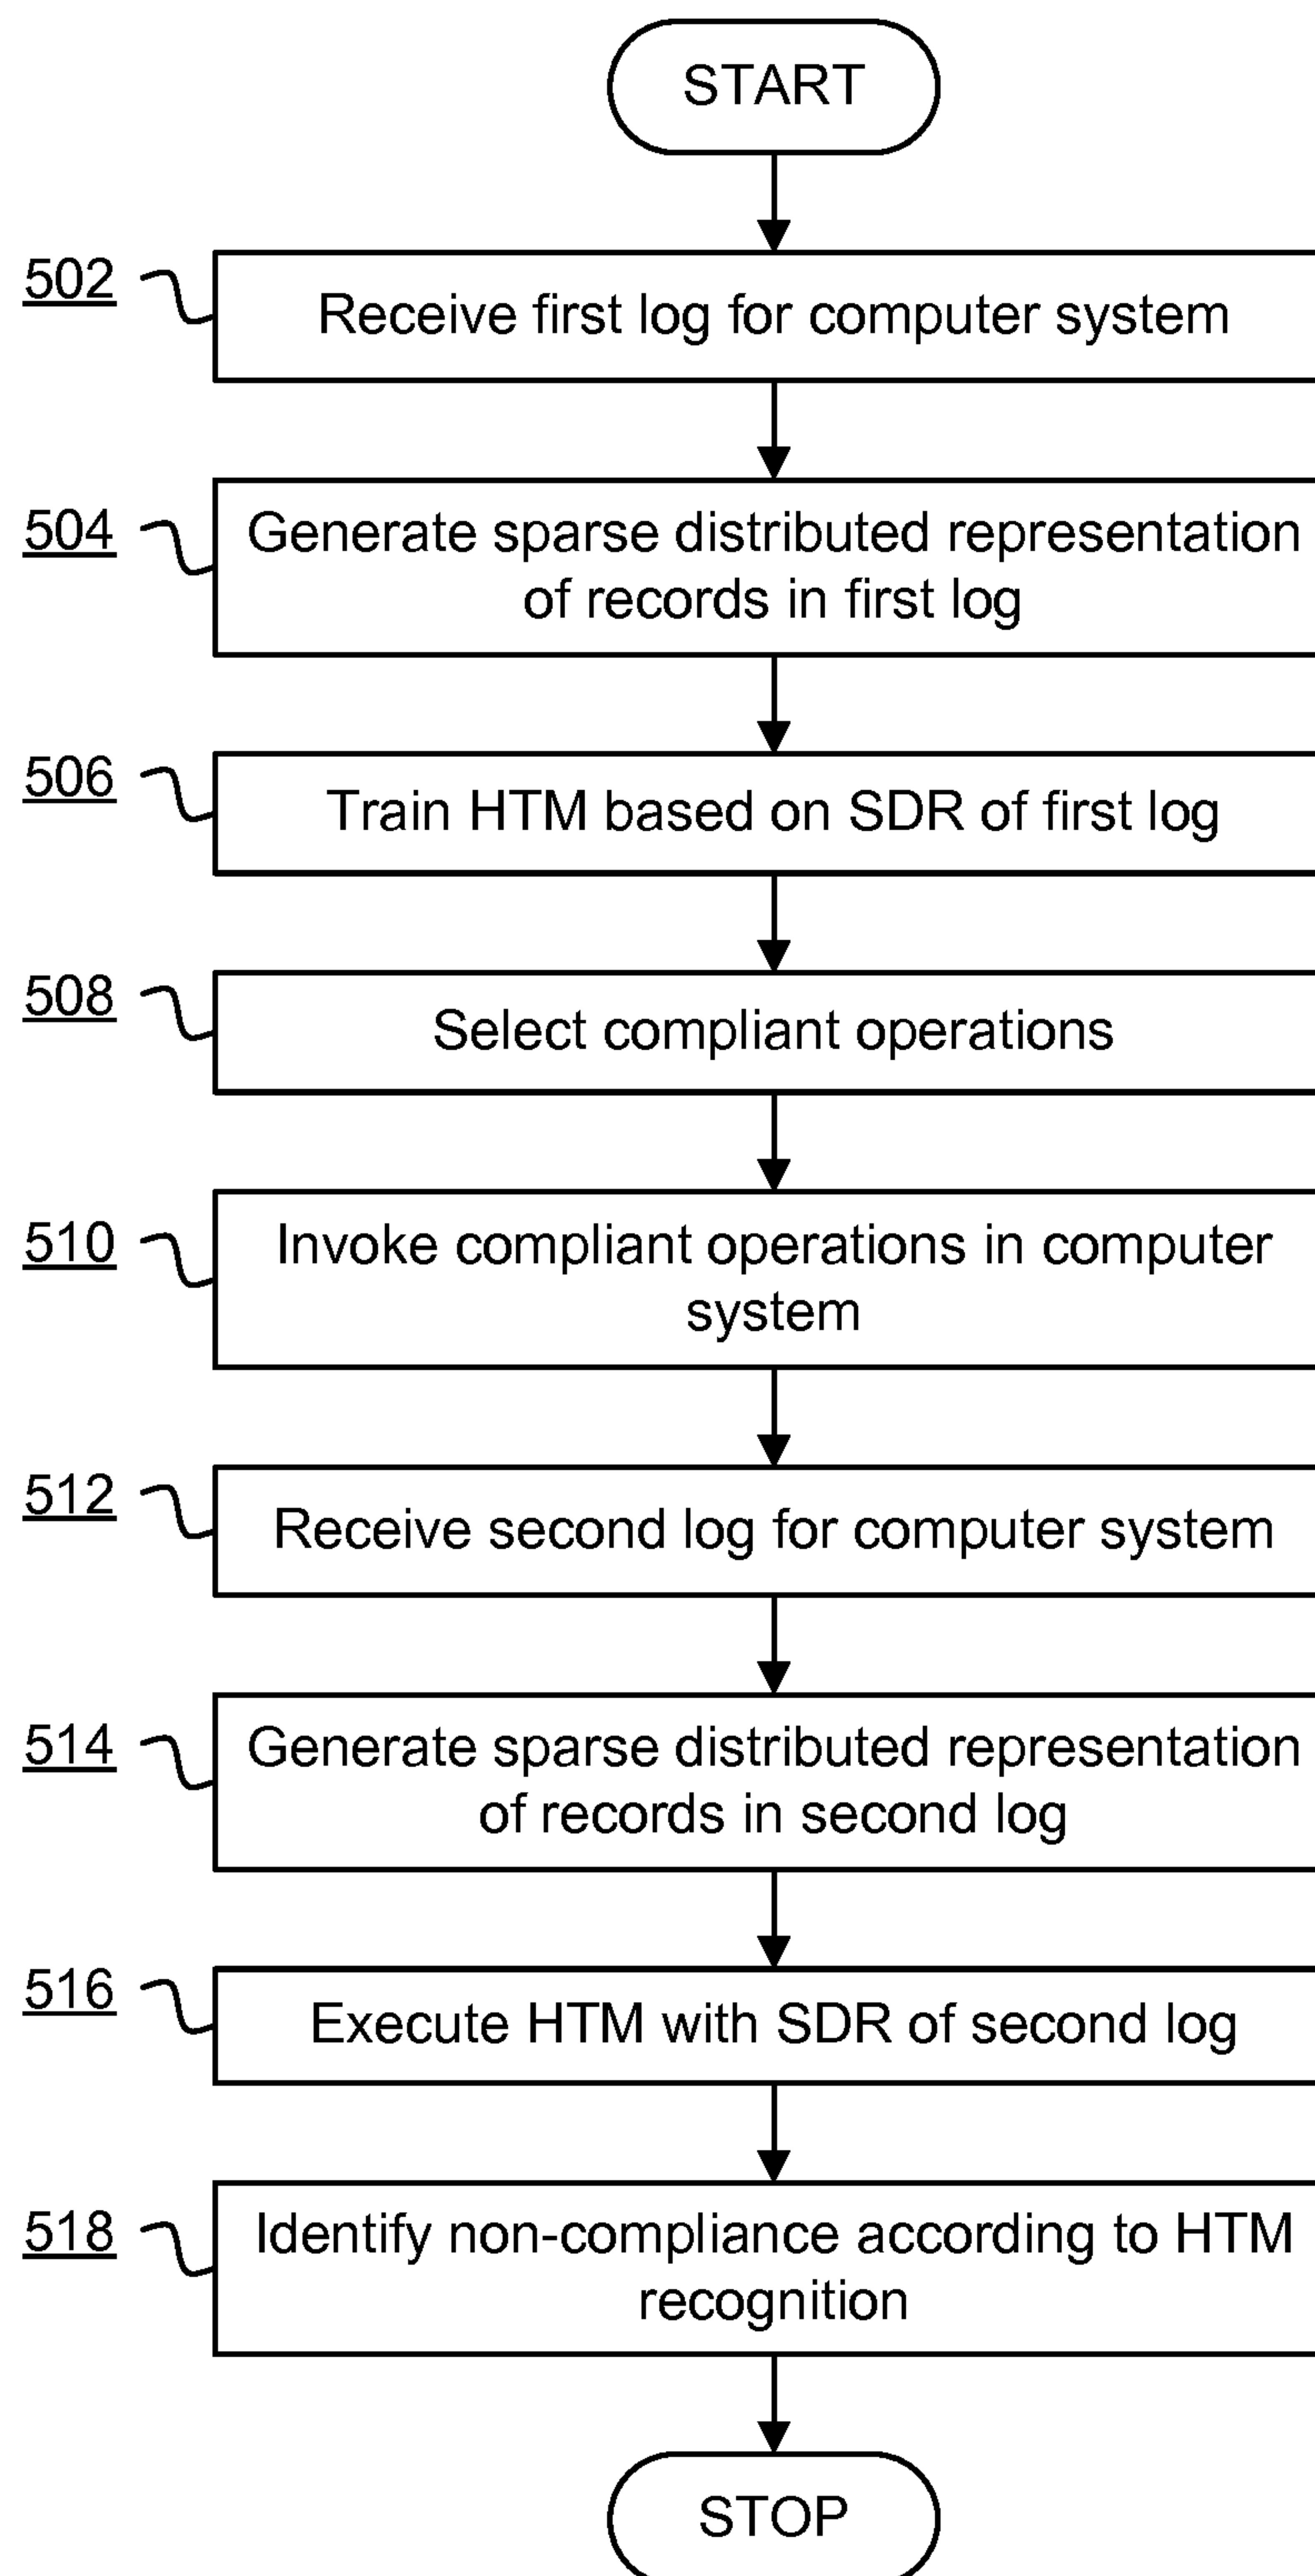 START
502
Receive first log for computer system
504
Generate sparse distributed representation
of records in first log
506
Train HTM based on SDR of first log
508
Select compliant operations
510
Invoke compliant operations in computer
system
512
Receive second log for computer system
514
Generate sparse distributed representation
of records in second log
516
Execute HTM with SDR of second log
518
Identify non-compliance according to HTM
recognition
STOP